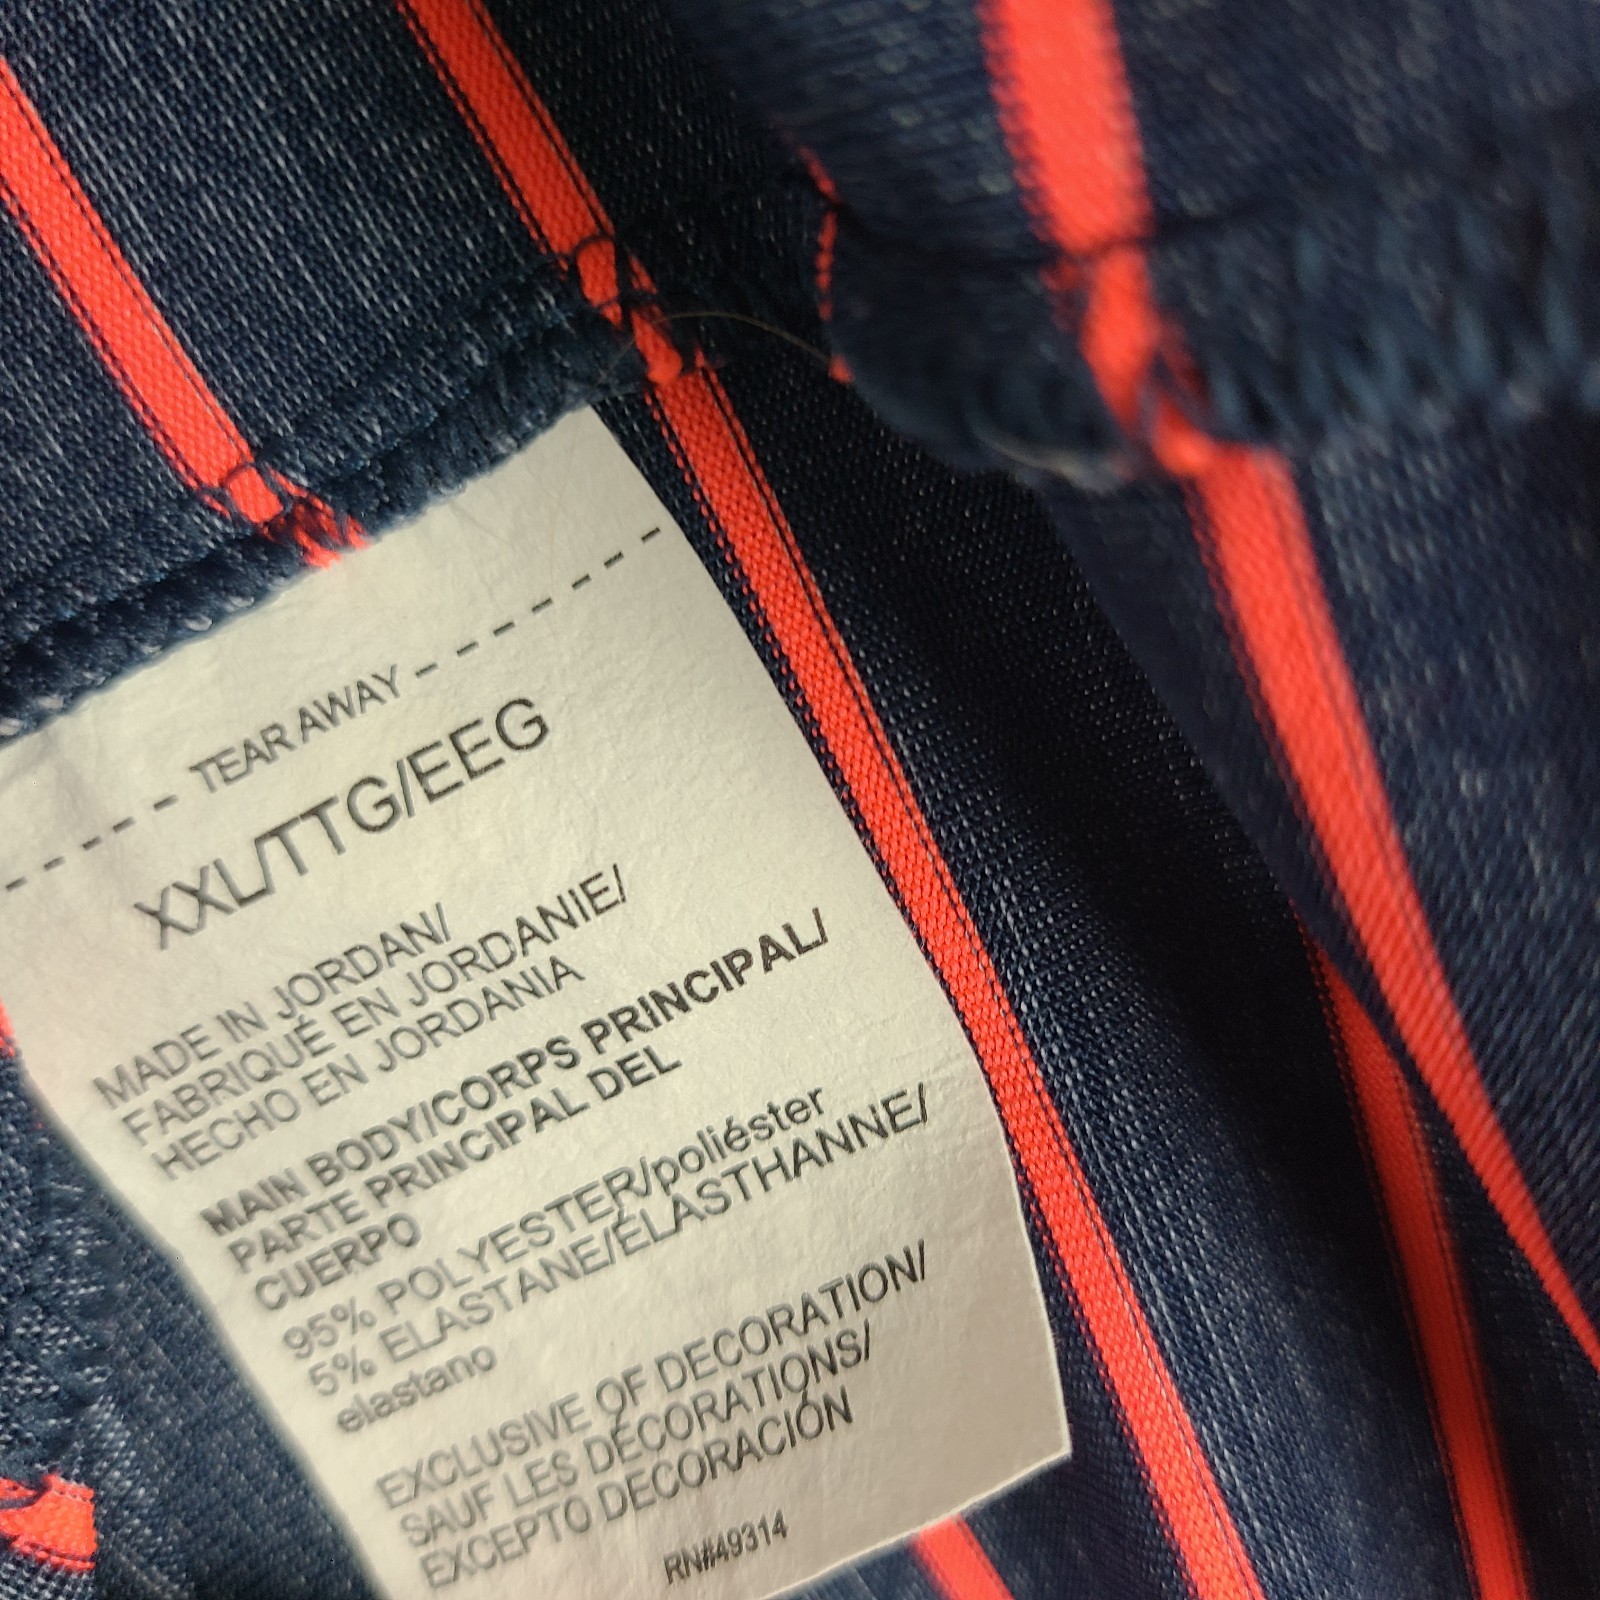 - - - - - - TEAR AWAY - - - - - - - - -
XXL/TTG/EEG
MADE IN JORDAN/
FABRIQUÉ EN JORDANIE/
HECHO EN JORDANIA
MAIN BODY/CORPS PRINCIPAL/
PARTE PRINCIPAL DEL
CUERPO
95% POLYESTER/poliéster
5% ELASTANE/ÉLASTHANNE/
elastano
EXCLUSIVE OF DECORATION/
SAUF LES DÉCORATIONS/
EXCEPTO DECORACIÓN
RN#49314